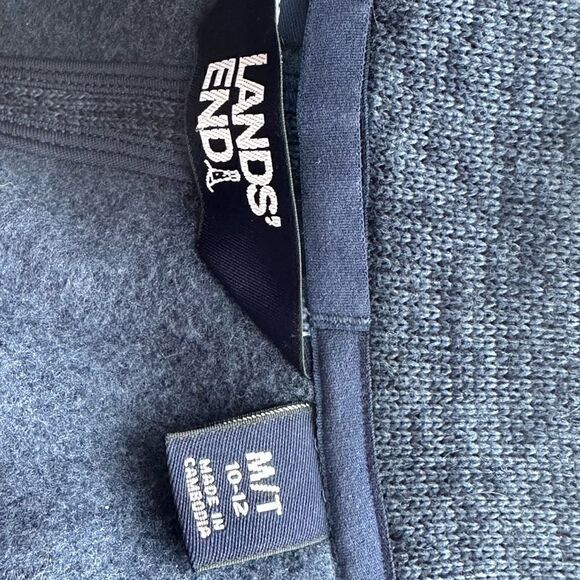 LANDS'
END
M/T
10-12
MADE IN
CAMBODIA